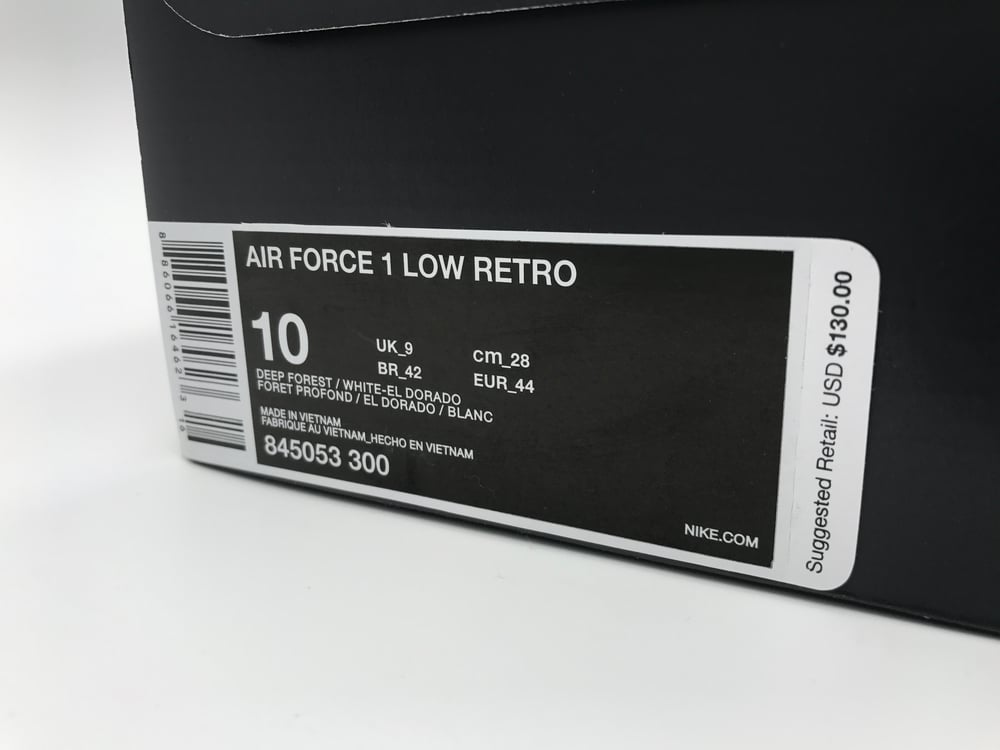 AIR FORCE 1 LOW RETRO
10
UK_9
cm_28
BR_42
EUR_44
DEEP FOREST / WHITE-EL DORADO
FORET PROFOND / EL DORADO / BLANC
MADE IN VIETNAM
FABRIQUE AU VIETNAM_HECHO EN VIETNAM
845053 300
NIKE.COM
Suggested Retail: USD $130.00